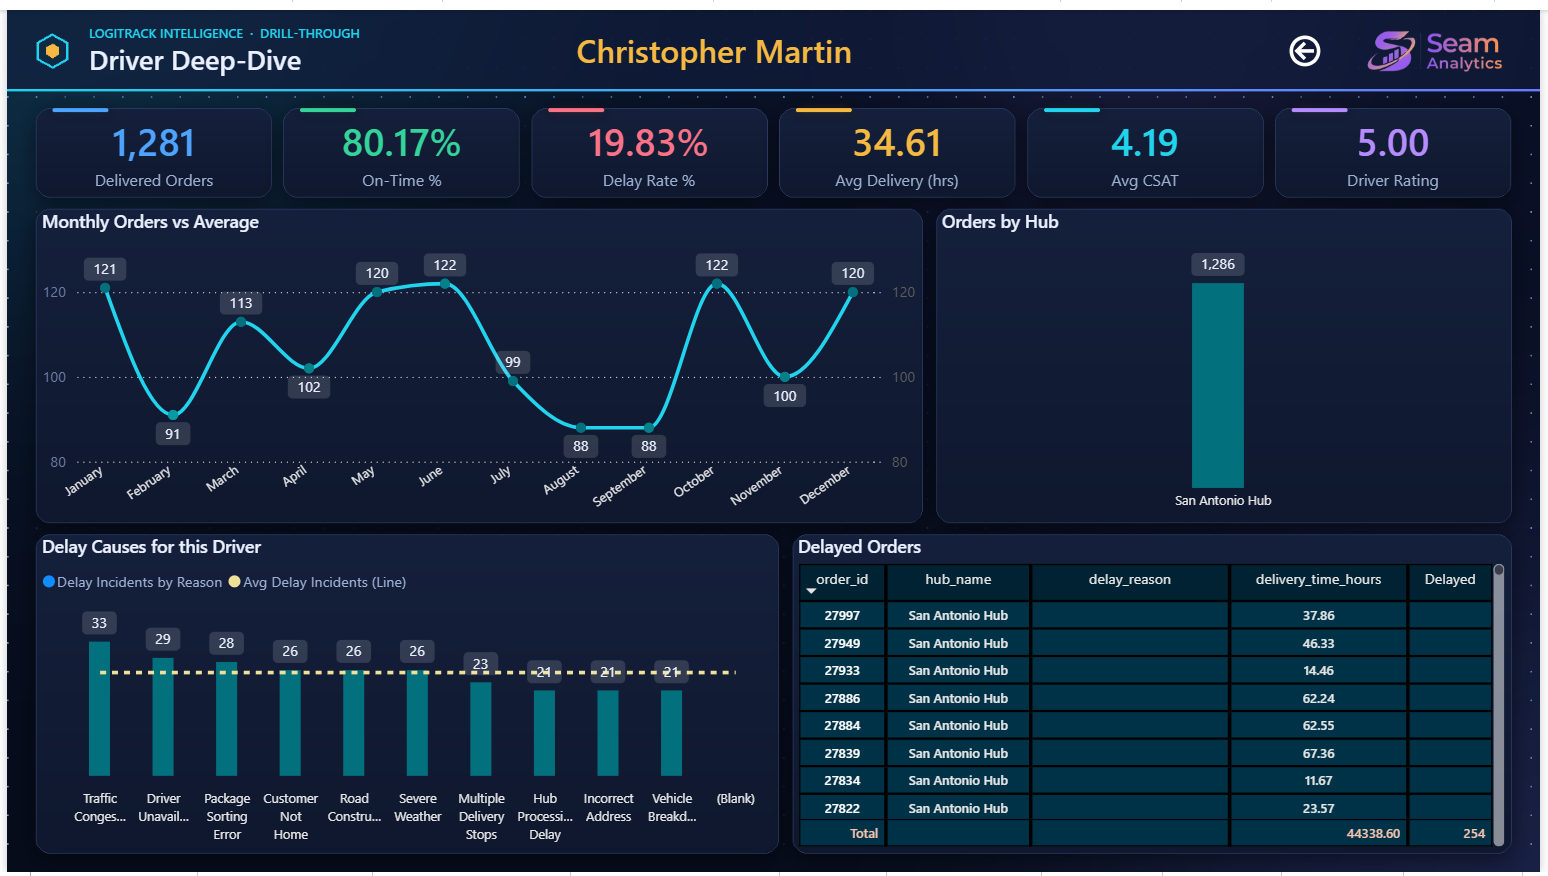 LOGITRACK INTELLIGENCE · DRILL-THROUGH
Driver Deep-Dive
Christopher Martin
Seam
Analytics
1,281
Delivered Orders
80.17%
On-Time %
19.83%
Delay Rate %
34.61
Avg Delivery (hrs)
4.19
Avg CSAT
5.00
Driver Rating
Monthly Orders vs Average
120
100
80
121
91
113
102
120
122
99
88
88
122
100
120
120
100
80
January
February
March
April
May
June
July
August
September
October
November
December
Orders by Hub
1,286
San Antonio Hub
Delay Causes for this Driver
Delay Incidents by Reason
Avg Delay Incidents (Line)
33
29
28
26
26
26
23
21
21
21
Traffic
Conges...
Driver
Unavail...
Package
Sorting
Error
Customer
Not
Home
Road
Constru...
Severe
Weather
Multiple
Delivery
Stops
Hub
Processi...
Delay
Incorrect
Address
Vehicle
Breakd...
(Blank)
Delayed Orders
order_id hub_name delay_reason delivery_time_hours Delayed
27997 San Antonio Hub 37.86
27949 San Antonio Hub 46.33
27933 San Antonio Hub 14.46
27886 San Antonio Hub 62.24
27884 San Antonio Hub 62.55
27839 San Antonio Hub 67.36
27834 San Antonio Hub 11.67
27822 San Antonio Hub 23.57
Total 44338.60 254